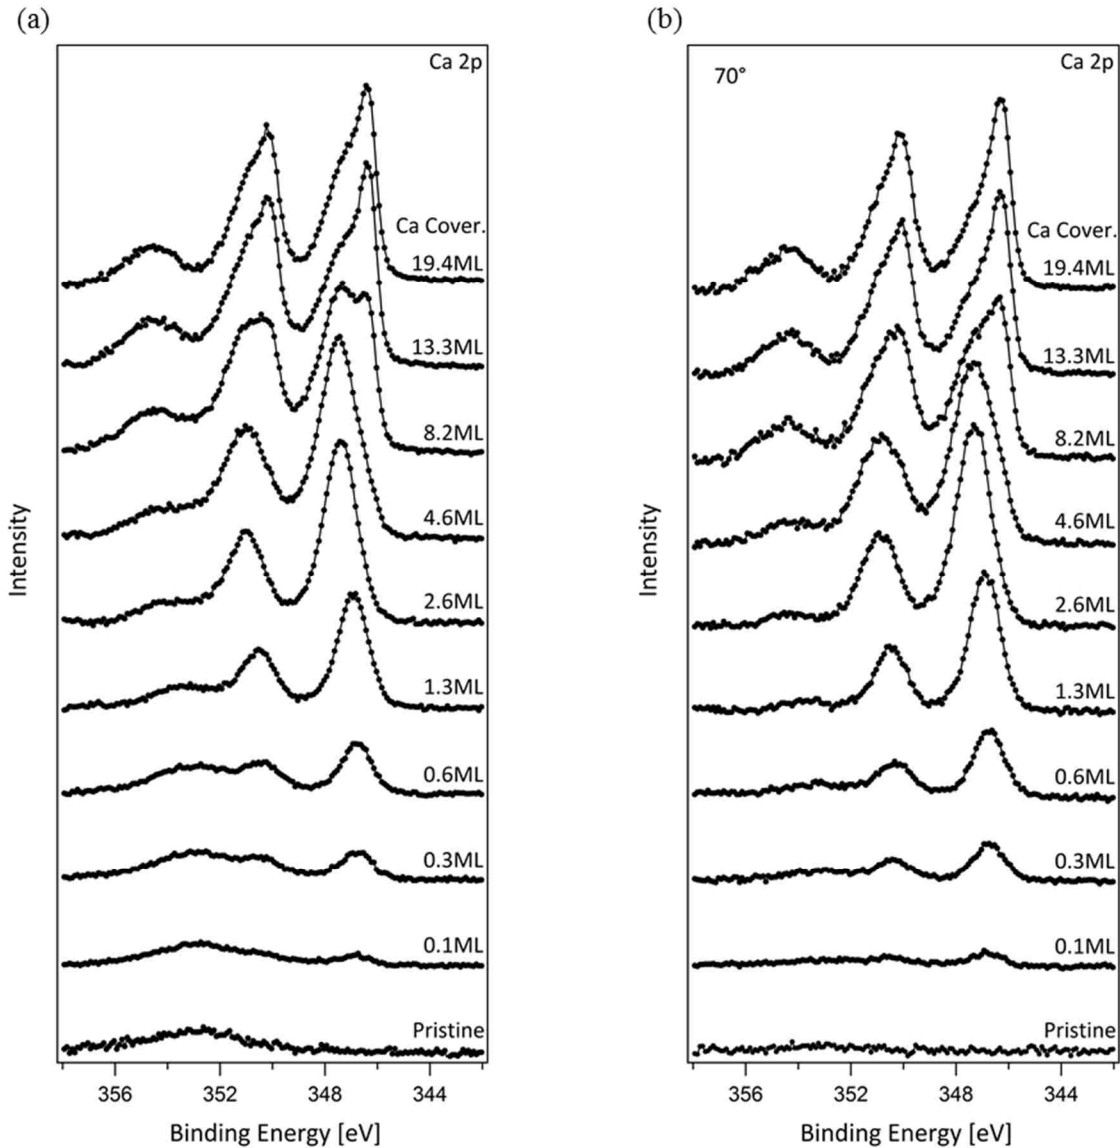 (a)
Ca 2p
Ca Cover.
19.4ML
13.3ML
8.2ML
4.6ML
2.6ML
1.3ML
0.6ML
0.3ML
0.1ML
Pristine
Intensity
356
352
348
344
Binding Energy [eV]
(b)
70°
Ca 2p
Ca Cover.
19.4ML
13.3ML
8.2ML
4.6ML
2.6ML
1.3ML
0.6ML
0.3ML
0.1ML
Pristine
Intensity
356
352
348
344
Binding Energy [eV]